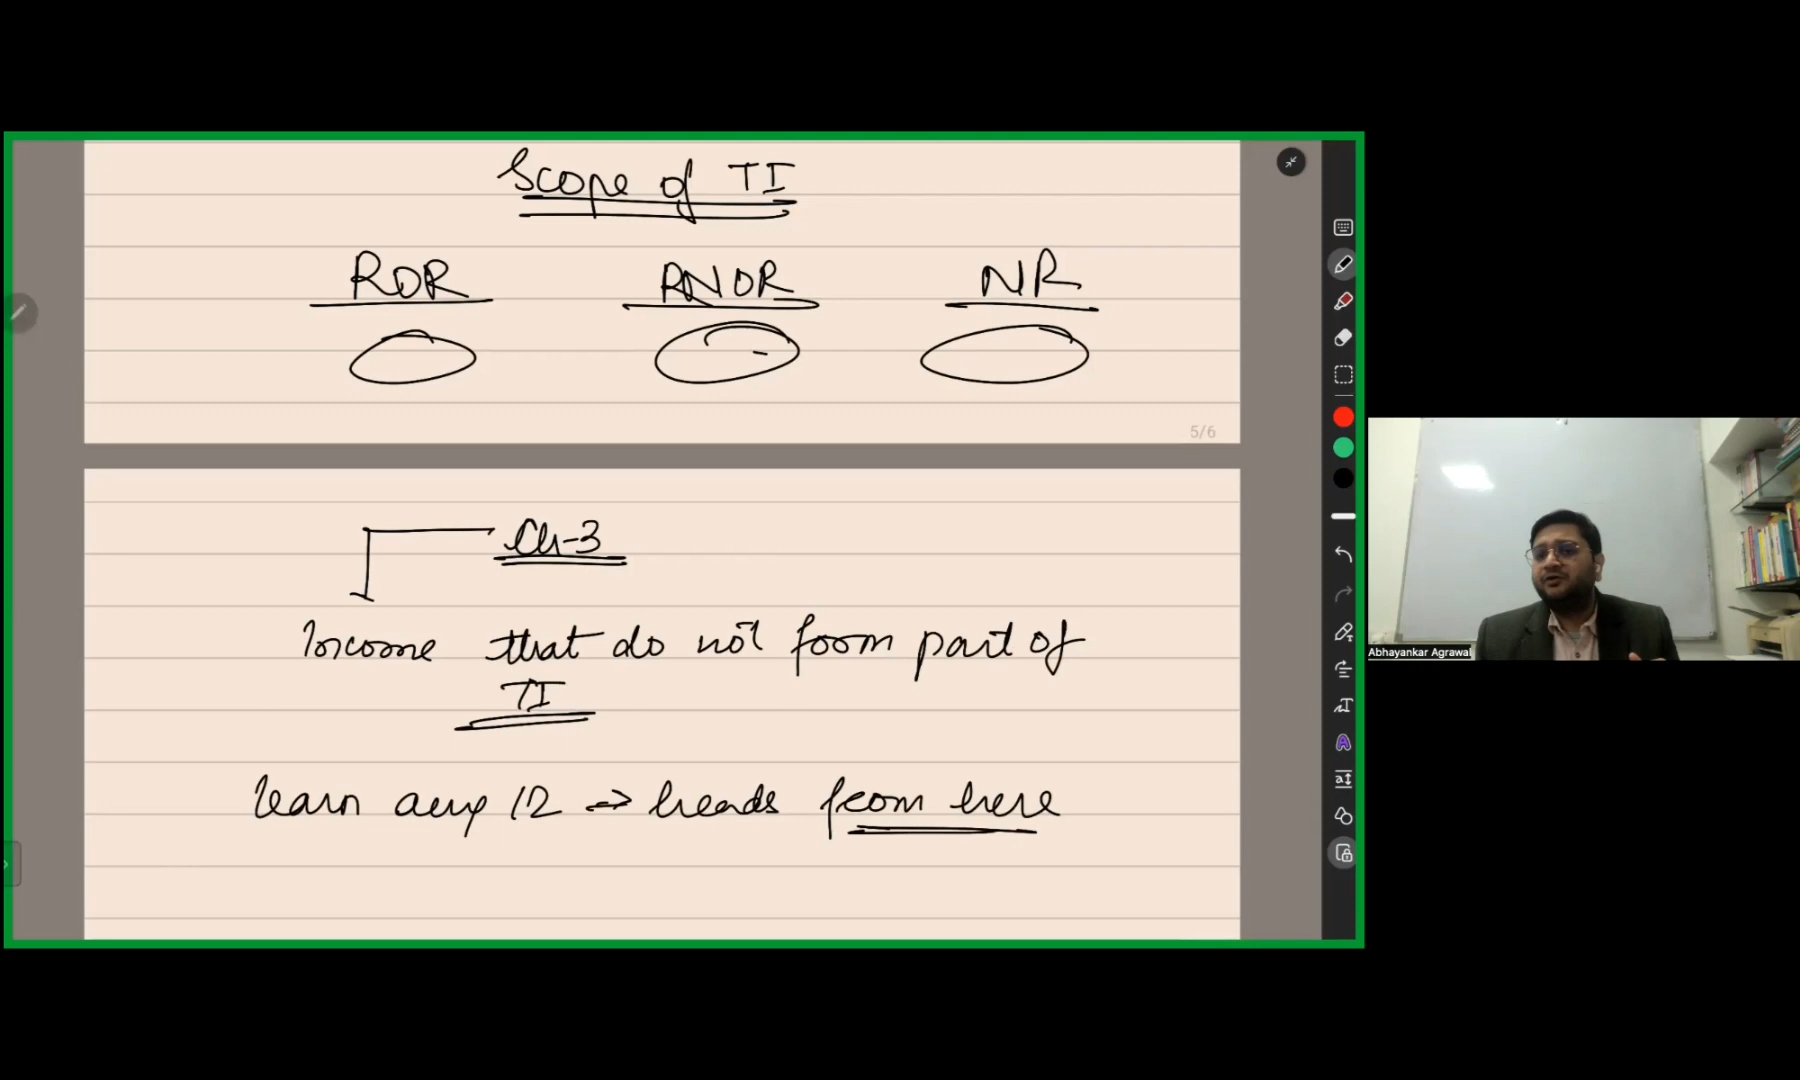 Scope of TI
ROR RNOR NR
5/6
Ch-3
Income that do not form part of
TI
learn any 12 → heads from here
Abhayankar Agrawal